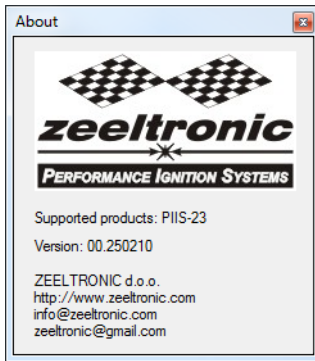 About
zeeltronic
PERFORMANCE IGNITION SYSTEMS
Supported products: PIIS-23
Version: 00.250210
ZEELTRONIC d.o.o.
http://www.zeeltronic.com
info@zeeltronic.com
zeeltronic@gmail.com